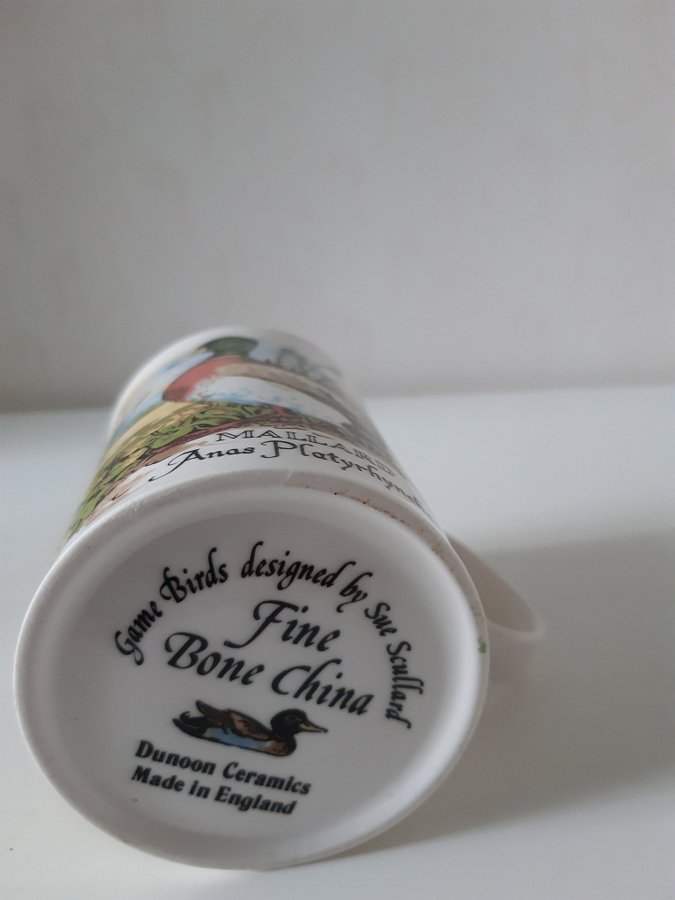 MALLARD
Anas Platyrhyn
Game Birds designed by Sue Scullard
Fine
Bone China
Dunoon Ceramics
Made in England